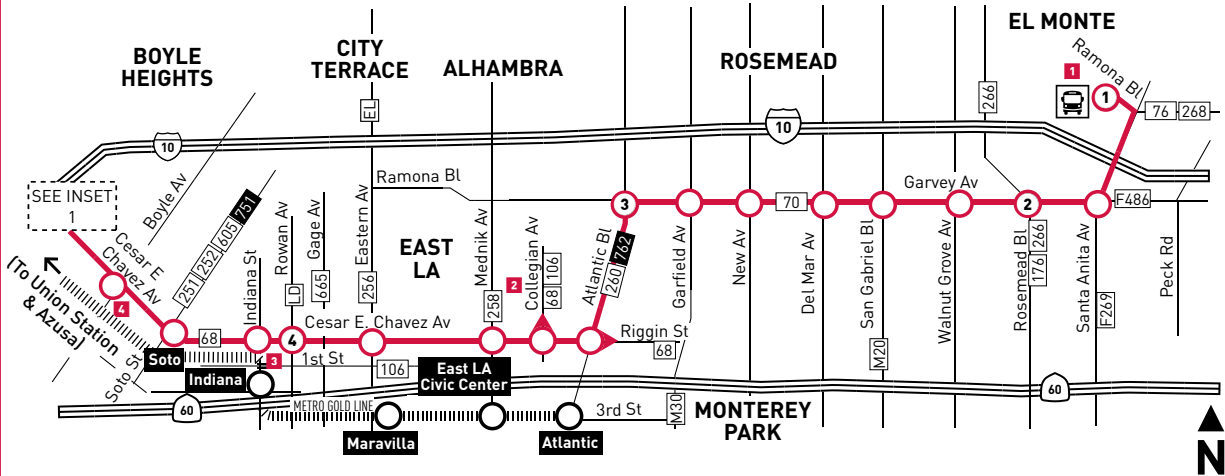 EL MONTE
BOYLE
HEIGHTS
CITY
TERRACE
ALHAMBRA
ROSEMEAD
Ramona Bl
1
1
76
268
EL
266
10
10
SEE INSET
1
Boyle Av
Ramona Bl
Garvey Av
3
70
2
F486
Cesar E
Chavez Av
251
252
605
751
Indiana St
Rowan Av
Gage Av
Eastern Av
EAST
LA
Mednik Av
2
Collegian Av
68
106
Atlantic Bl
260
762
Garfield Av
New Av
Del Mar Av
San Gabriel Bl
Walnut Grove Av
Rosemead Bl
176
266
Santa Anita Av
F269
Peck Rd
LD
665
256
258
(To Union Station
& Azusa)
4
68
4
Cesar E. Chavez Av
Riggin St
68
M20
Soto
Soto St
3
1st St
106
Indiana
East LA
Civic Center
60
60
METRO GOLD LINE
3rd St
M30
MONTEREY
PARK
Maravilla
Atlantic
N